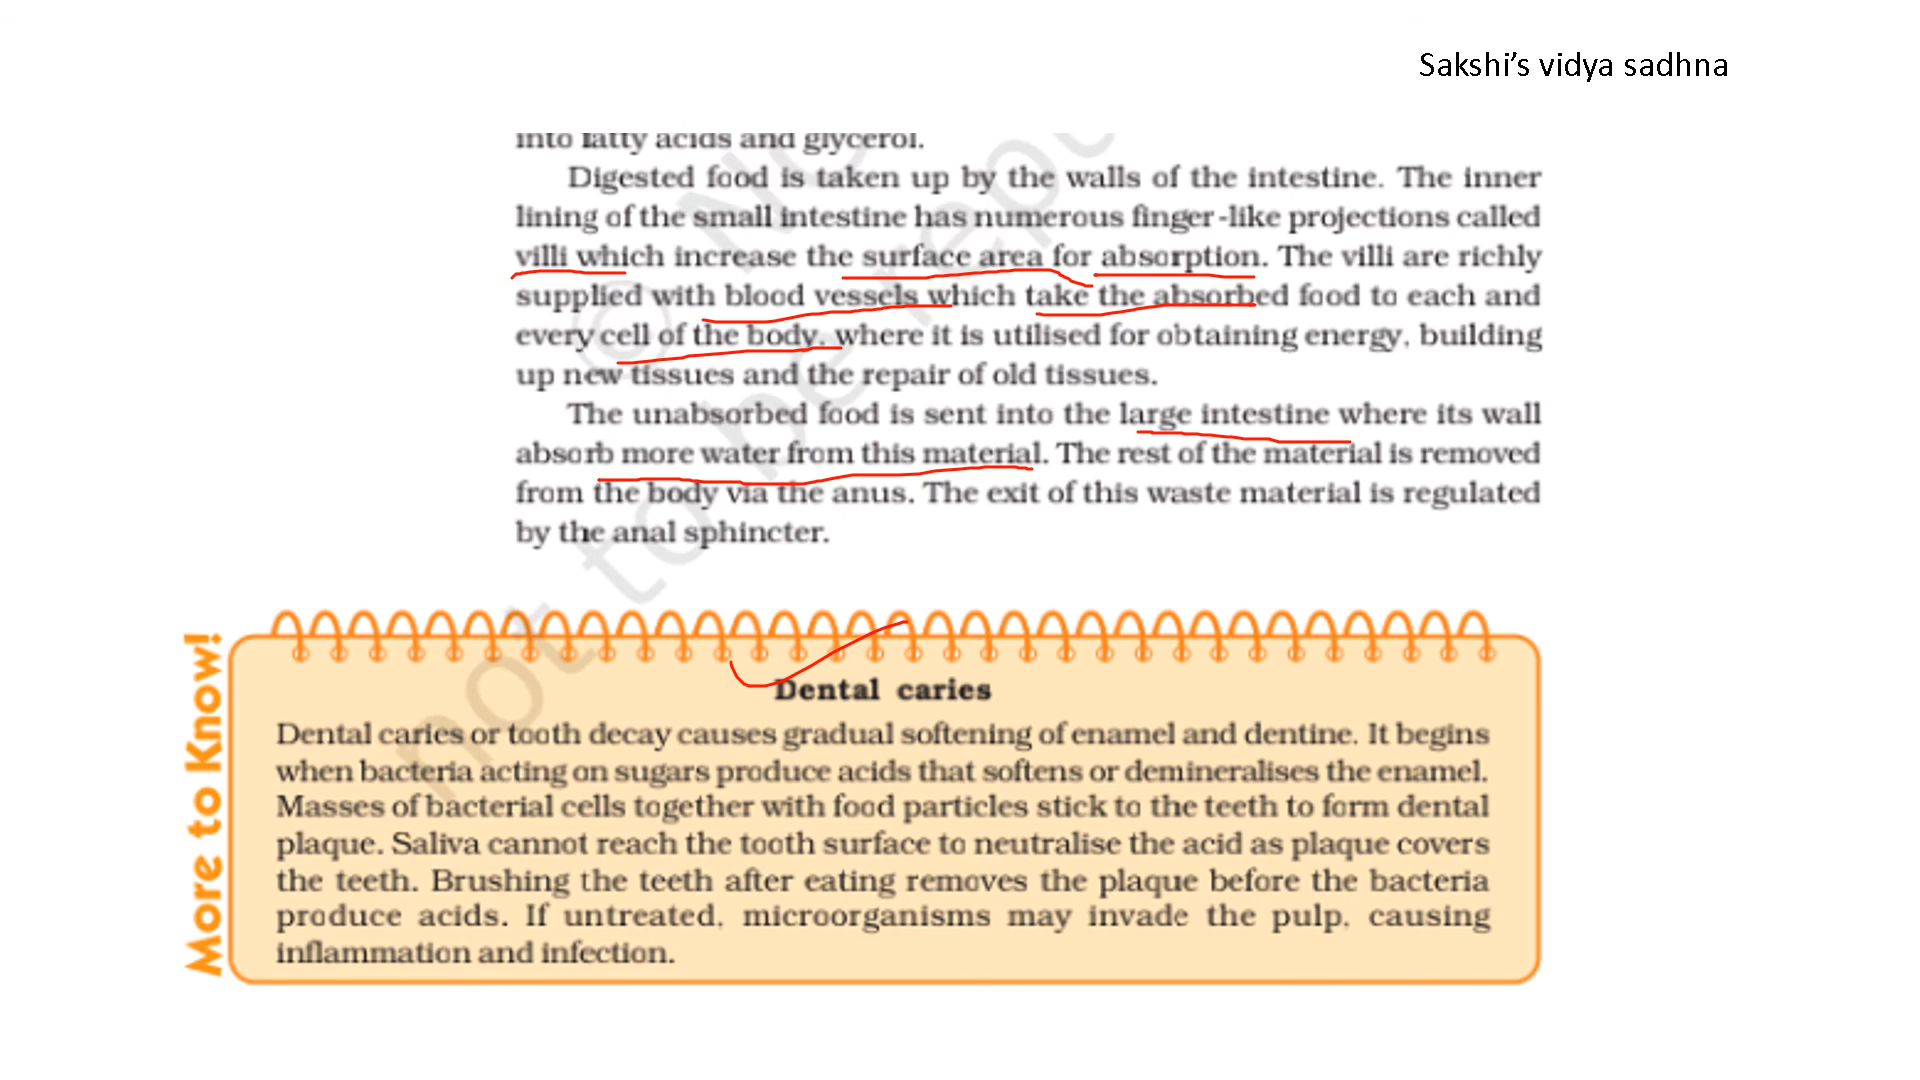 Sakshi's vidya sadhna
into fatty acids and glycerol.
Digested food is taken up by the walls of the intestine. The inner
lining of the small intestine has numerous finger-like projections called
villi which increase the surface area for absorption. The villi are richly
supplied with blood vessels which take the absorbed food to each and
every cell of the body, where it is utilised for obtaining energy, building
up new tissues and the repair of old tissues.
The unabsorbed food is sent into the large intestine where its wall
absorb more water from this material. The rest of the material is removed
from the body via the anus. The exit of this waste material is regulated
by the anal sphincter.
More to Know!
Dental caries
Dental caries or tooth decay causes gradual softening of enamel and dentine. It begins
when bacteria acting on sugars produce acids that softens or demineralises the enamel.
Masses of bacterial cells together with food particles stick to the teeth to form dental
plaque. Saliva cannot reach the tooth surface to neutralise the acid as plaque covers
the teeth. Brushing the teeth after eating removes the plaque before the bacteria
produce acids. If untreated, microorganisms may invade the pulp, causing
inflammation and infection.
not to be rep